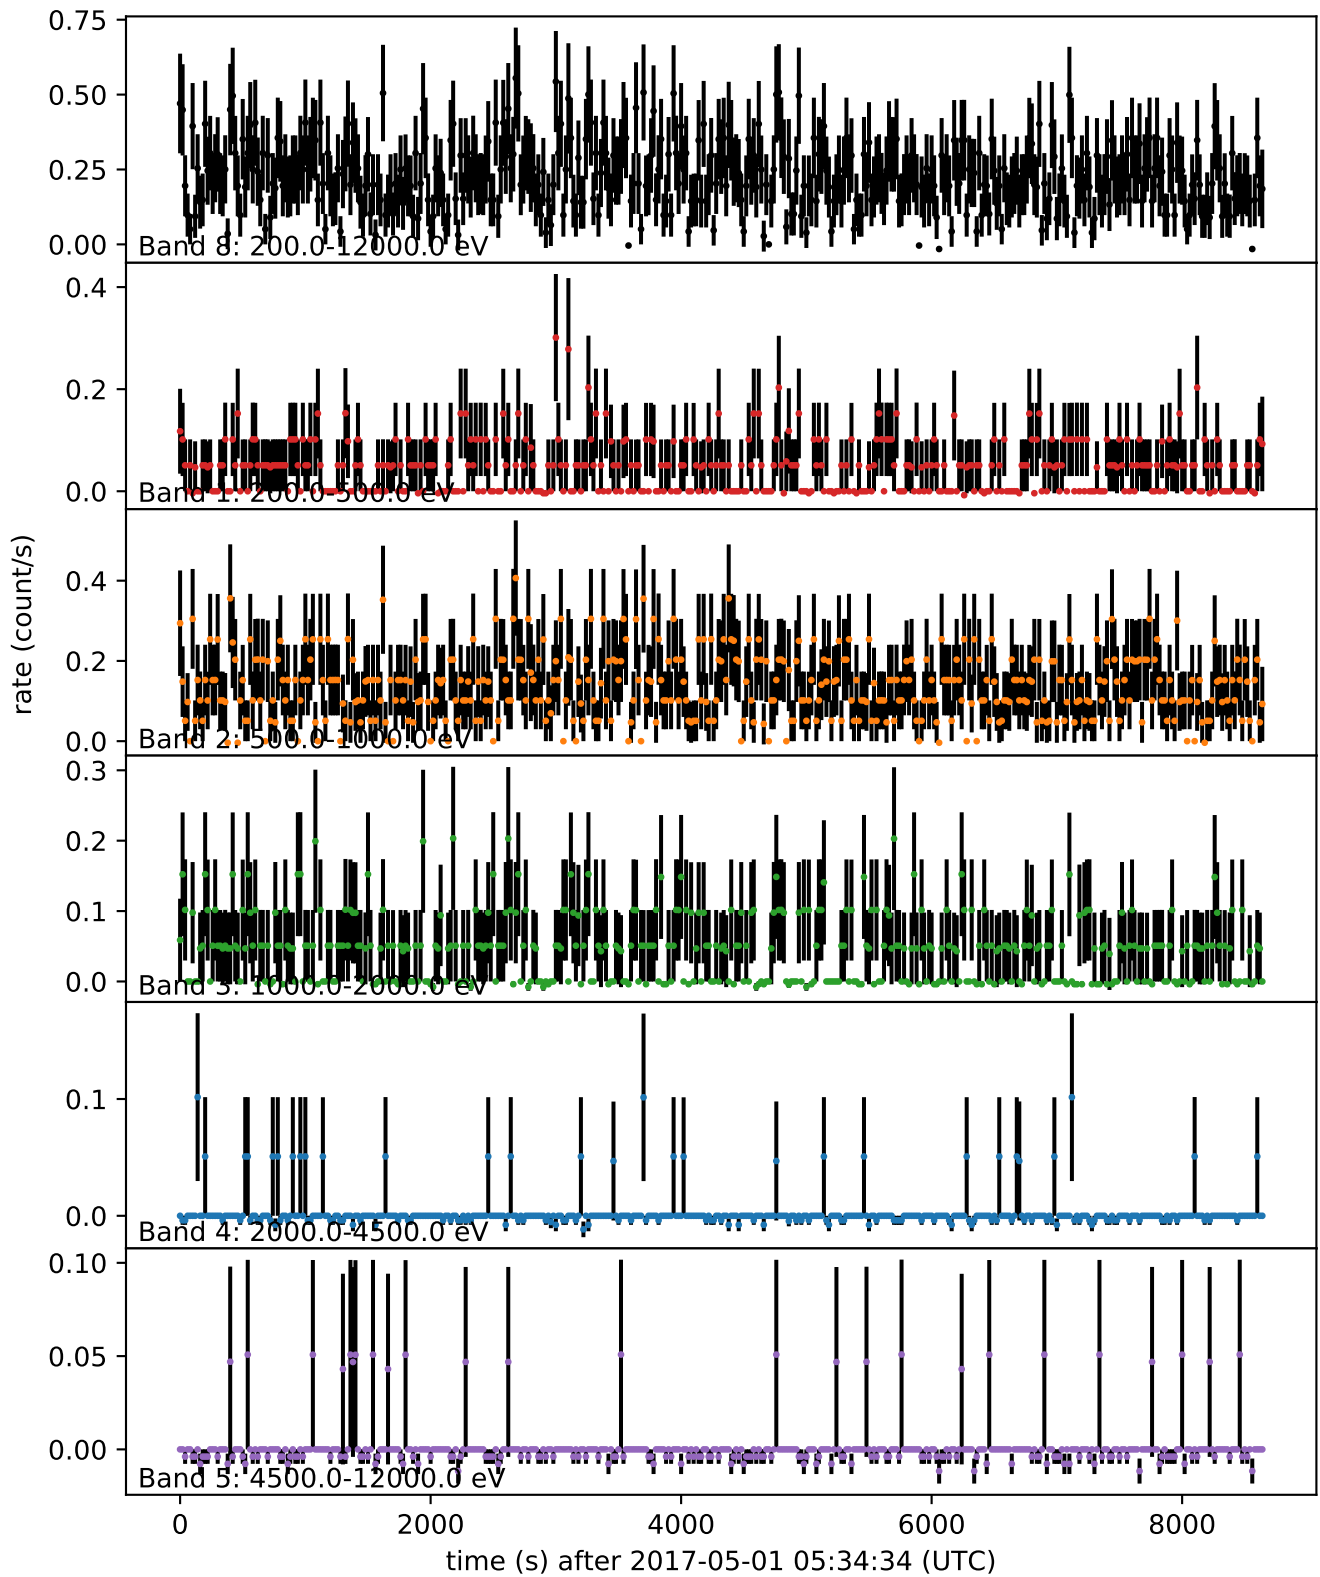 0.75
0.50
0.25
0.00
Band 8: 200.0-12000.0 eV
0.4
0.2
0.0
Band 1: 200.0-500.0 eV
rate (count/s)
0.4
0.2
0.0
Band 2: 500.0-1000.0 eV
0.3
0.2
0.1
0.0
Band 3: 1000.0-2000.0 eV
0.1
0.0
Band 4: 2000.0-4500.0 eV
0.10
0.05
0.00
Band 5: 4500.0-12000.0 eV
0 2000 4000 6000 8000
time (s) after 2017-05-01 05:34:34 (UTC)